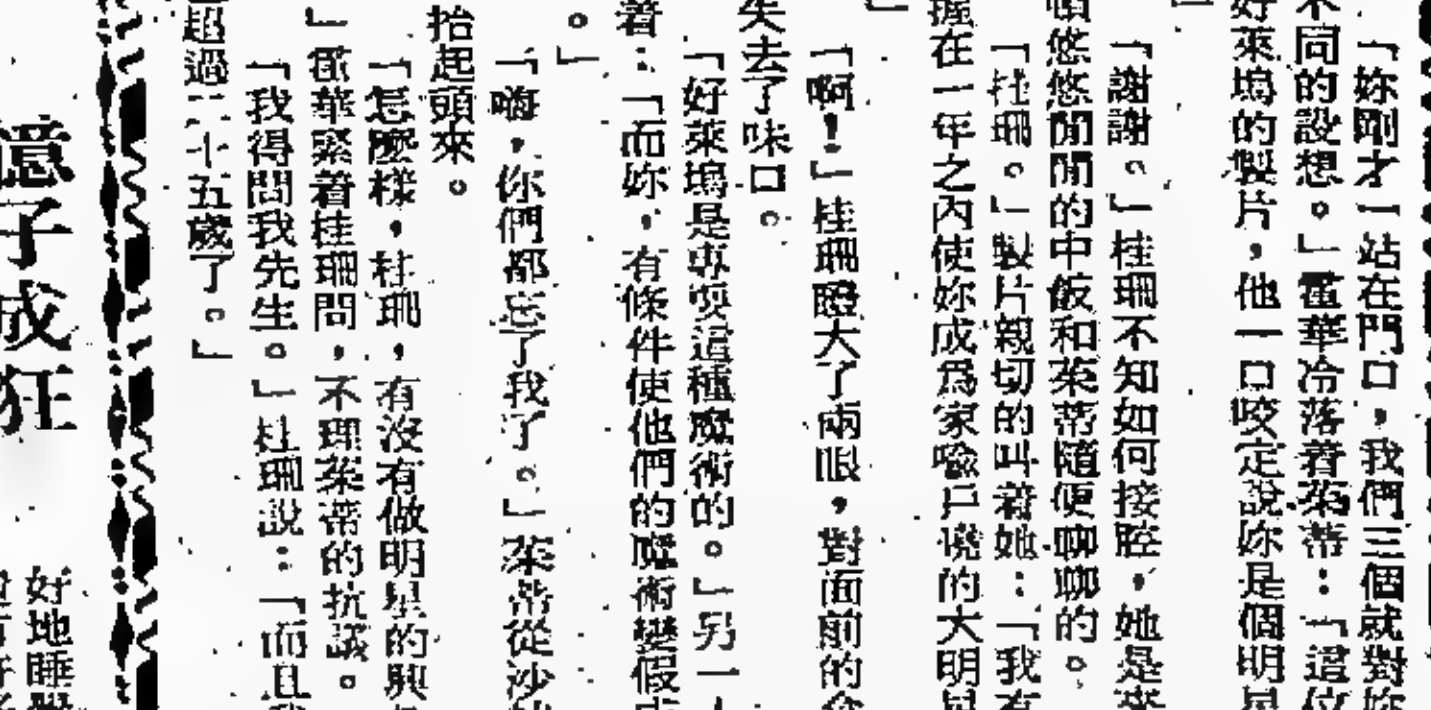 「妳剛才一站在門口，我們三個就對妳
不同的設想。」雷華冷落着茱蒂：「這位
好萊塢的製片，他一口咬定說妳是個明星
「謝謝。」桂珊不知如何接腔，她是來
頓悠悠閒閒的中飯和茱蒂隨便聊聊的。
「桂珊。」製片親切的叫着她：「我有
握在一年之內使妳成爲家喩戶曉的大明星
「啊！」桂珊瞪大了兩眼，對面前的
失去了味口。
「好萊塢是專耍這種魔術的。」另一人
着：「而妳，有條件使他們的魔術變假
。」
「嗨，你們都忘了我了。」茱蒂從沙
抬起頭來。
「怎麼樣，桂珊，有沒有做明星的興
」雷華緊着桂珊問，不理茱蒂的抗議。
「我得問我先生。」桂珊說：「而且我
超過二十五歲了。」
億子成狂
好地睡覺